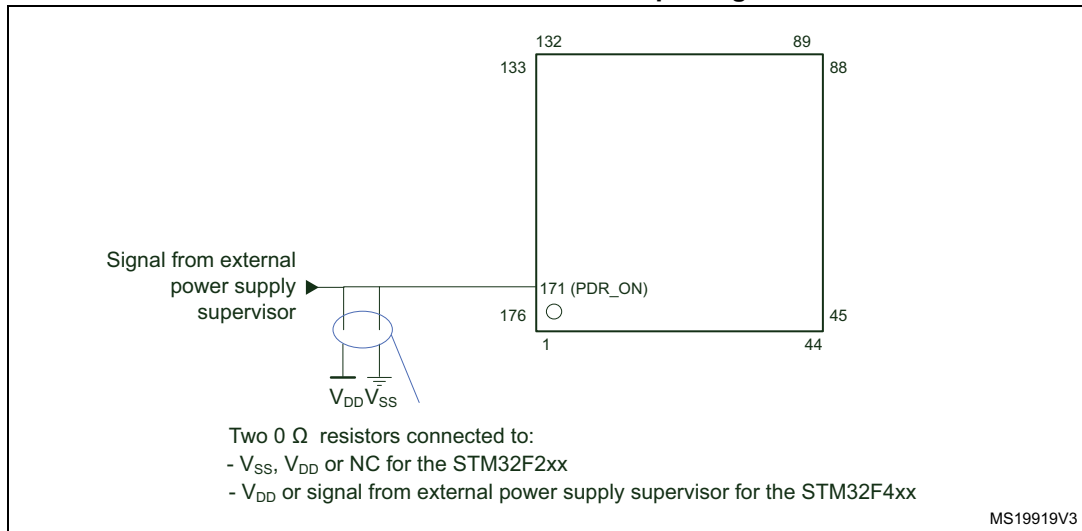 132
89
133
88
Signal from external
power supply
supervisor
171 (PDR_ON)
176
45
1
44
VDD VSS
Two 0 Ω resistors connected to:
- VSS, VDD or NC for the STM32F2xx
- VDD or signal from external power supply supervisor for the STM32F4xx
MS19919V3